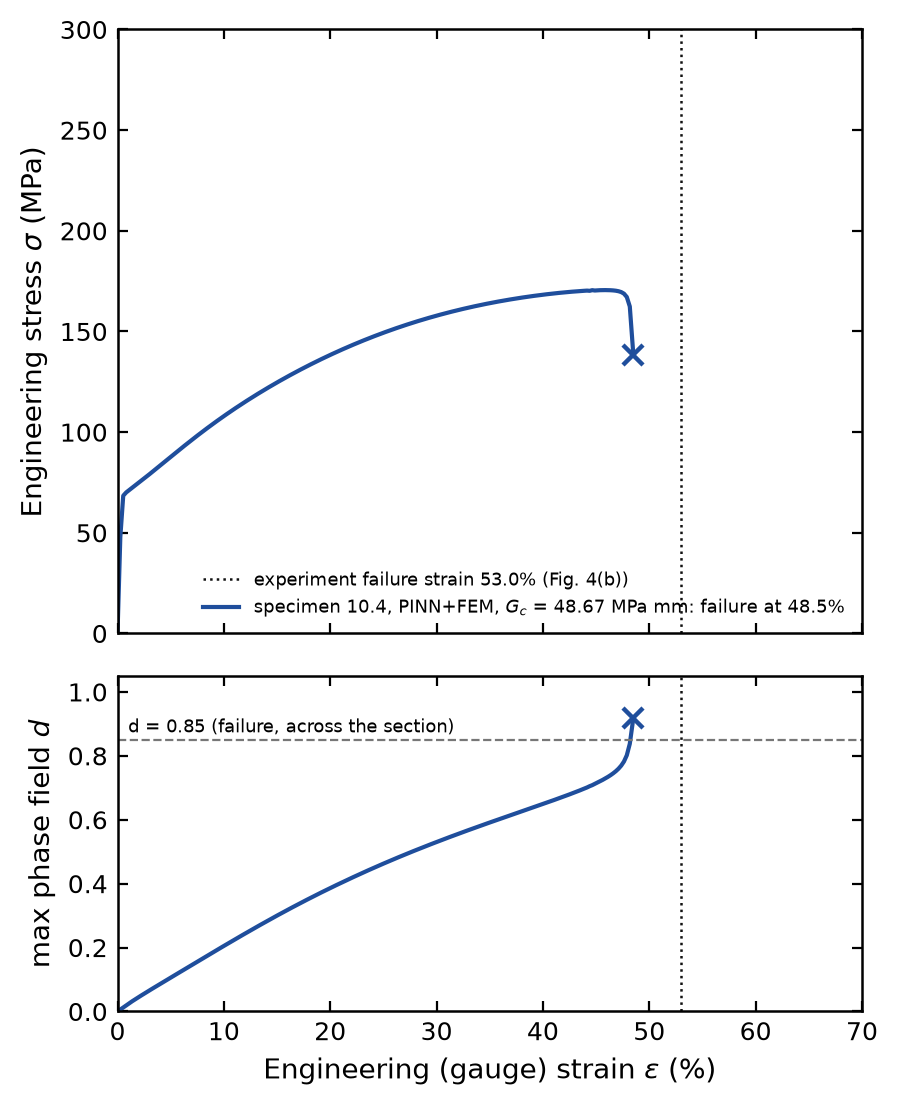 300
250
200
150
100
50
0
Engineering stress σ (MPa)
experiment failure strain 53.0% (Fig. 4(b))
specimen 10.4, PINN+FEM, G_c = 48.67 MPa mm: failure at 48.5%
1.0
0.8
0.6
0.4
0.2
0.0
max phase field d
d = 0.85 (failure, across the section)
0 10 20 30 40 50 60 70
Engineering (gauge) strain ε (%)